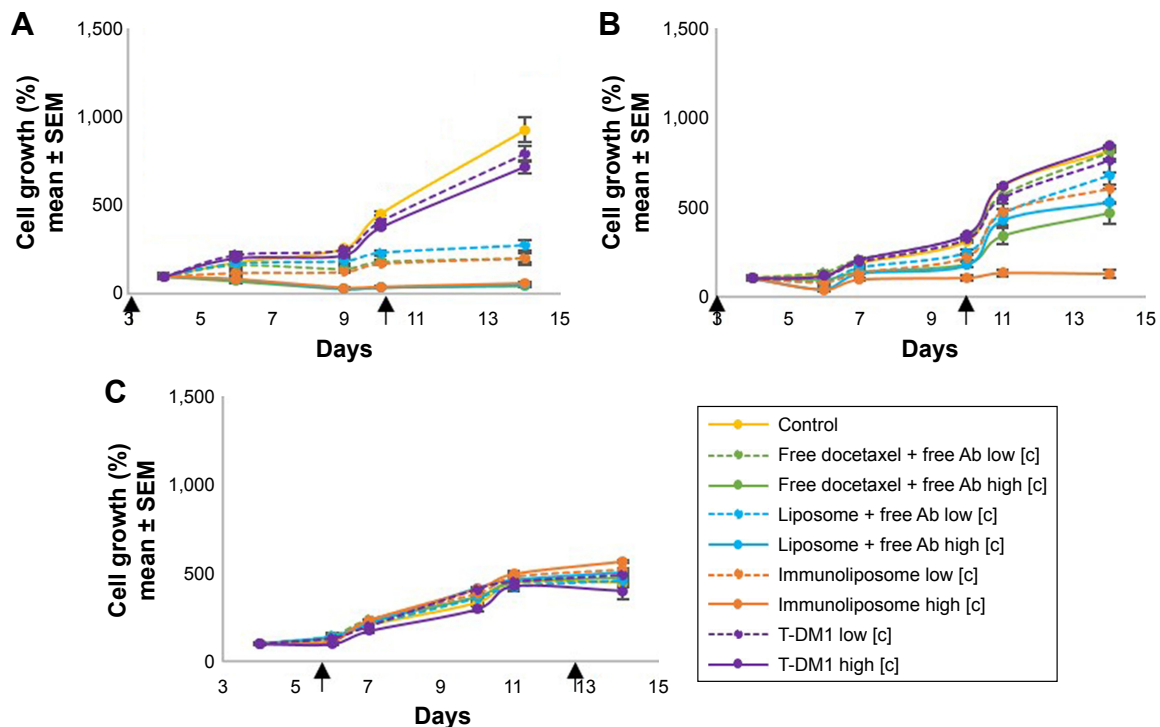 A
Cell growth (%)
mean ± SEM
1,500
1,000
500
0
3 5 7 9 11 13 15
Days
B
Cell growth (%)
mean ± SEM
1,500
1,000
500
0
3 5 7 9 11 13 15
Days
C
Cell growth (%)
mean ± SEM
1,500
1,000
500
0
3 5 7 9 11 13 15
Days
Control
Free docetaxel + free Ab low [c]
Free docetaxel + free Ab high [c]
Liposome + free Ab low [c]
Liposome + free Ab high [c]
Immunoliposome low [c]
Immunoliposome high [c]
T-DM1 low [c]
T-DM1 high [c]